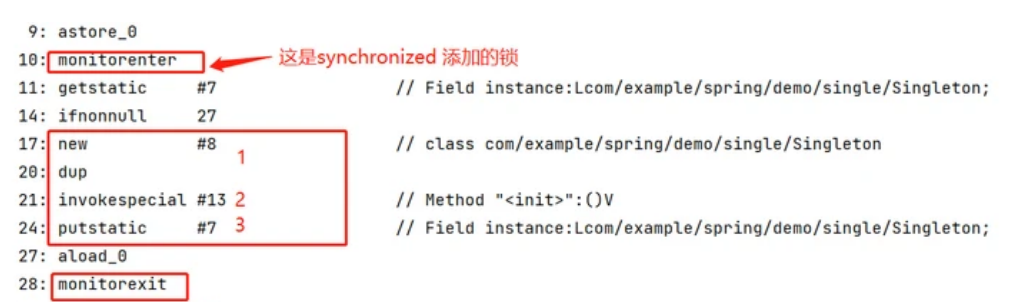 9: astore_0
10: monitorenter 这是synchronized 添加的锁
11: getstatic #7 // Field instance:Lcom/example/spring/demo/single/Singleton;
14: ifnonnull 27
17: new #8 1 // class com/example/spring/demo/single/Singleton
20: dup
21: invokespecial #13 2 // Method "<init>":()V
24: putstatic #7 3 // Field instance:Lcom/example/spring/demo/single/Singleton;
27: aload_0
28: monitorexit